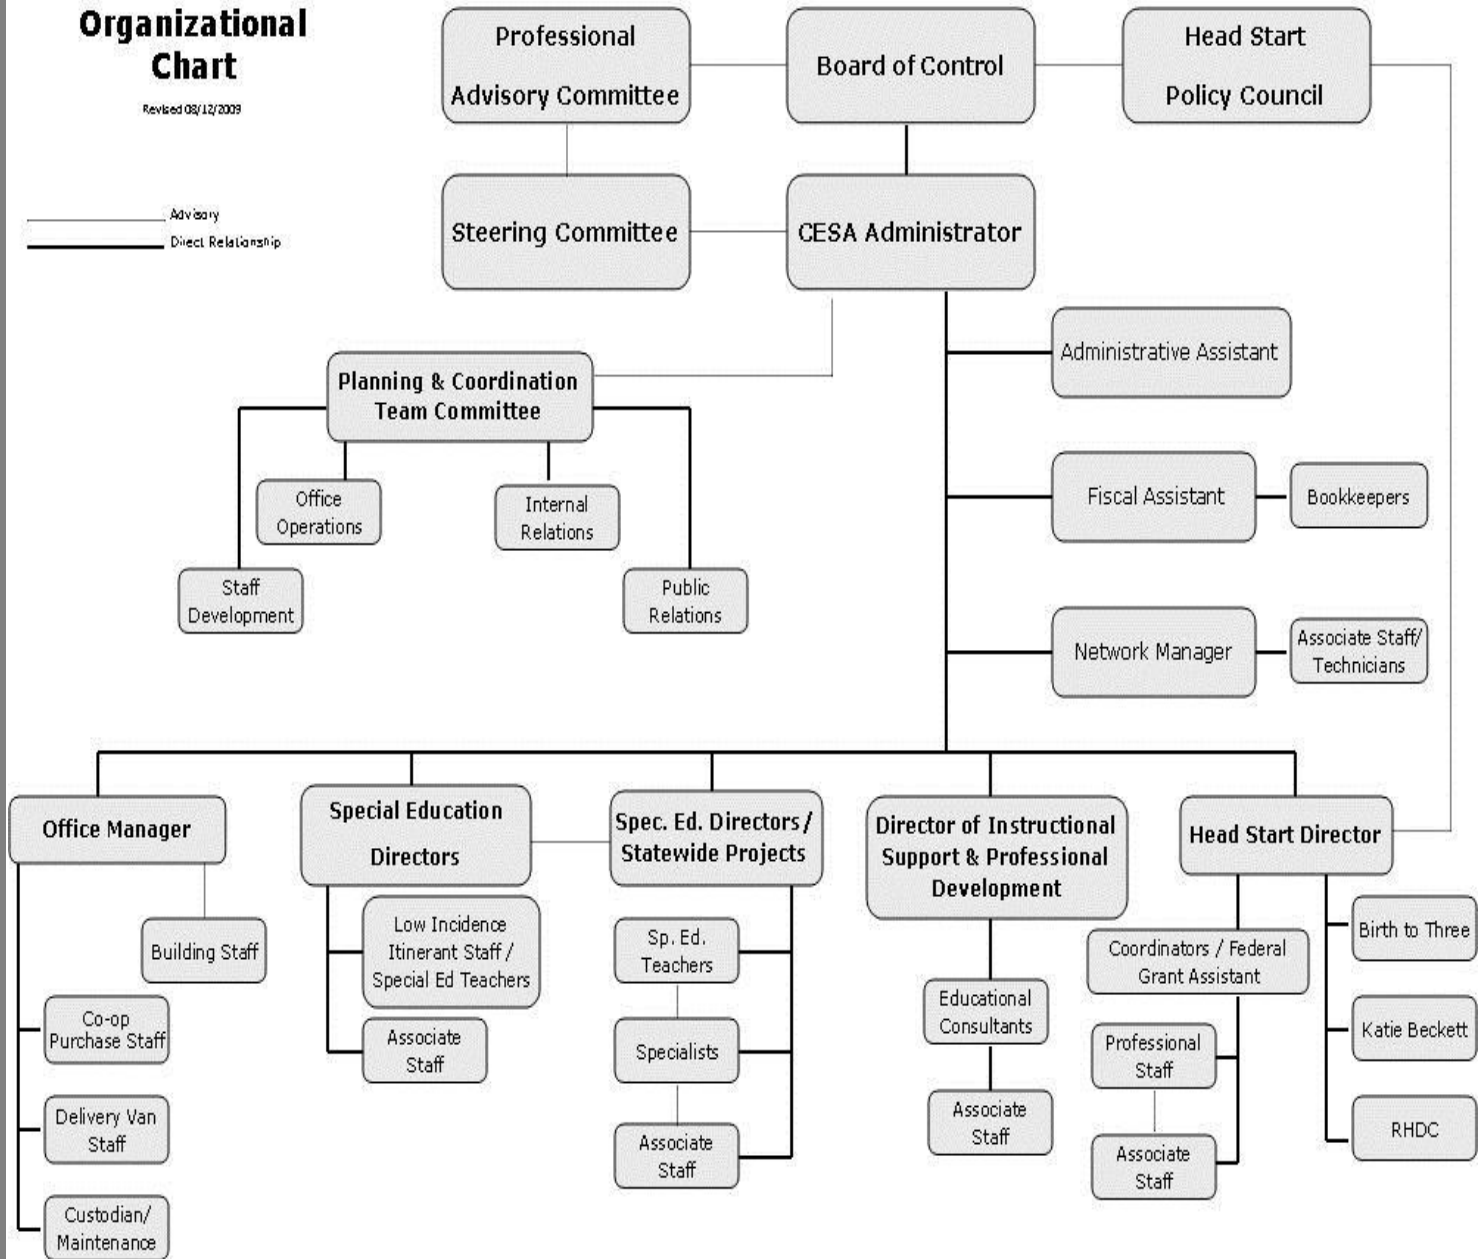 Organizational
Chart
Revised 08/12/2009
Advisory
Direct Relationship
Professional
Advisory Committee
Board of Control
Head Start
Policy Council
Steering Committee
CESA Administrator
Planning & Coordination
Team Committee
Office
Operations
Internal
Relations
Staff
Development
Public
Relations
Administrative Assistant
Fiscal Assistant
Bookkeepers
Network Manager
Associate Staff/
Technicians
Office Manager
Building Staff
Co-op
Purchase Staff
Delivery Van
Staff
Custodian/
Maintenance
Special Education
Directors
Low Incidence
Itinerant Staff /
Special Ed Teachers
Associate
Staff
Spec. Ed. Directors/
Statewide Projects
Sp. Ed.
Teachers
Specialists
Associate
Staff
Director of Instructional
Support & Professional
Development
Educational
Consultants
Associate
Staff
Head Start Director
Coordinators / Federal
Grant Assistant
Professional
Staff
Associate
Staff
Birth to Three
Katie Beckett
RHDC